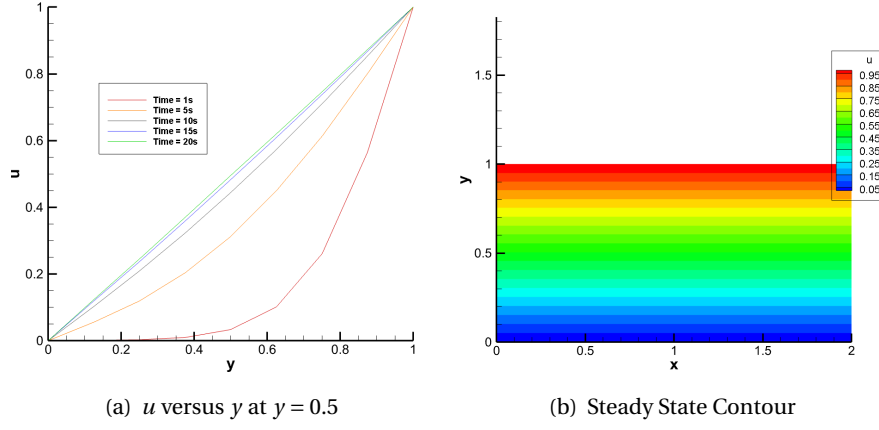 1
0.8
0.6
0.4
0.2
0
u
Time = 1s
Time = 5s
Time = 10s
Time = 15s
Time = 20s
0.2 0.4 0.6 0.8 1
y
(a) u versus y at y = 0.5
1.5
1
0.5
0
y
0.5 1 1.5 2
x
u
0.95
0.85
0.75
0.65
0.55
0.45
0.35
0.25
0.15
0.05
(b) Steady State Contour